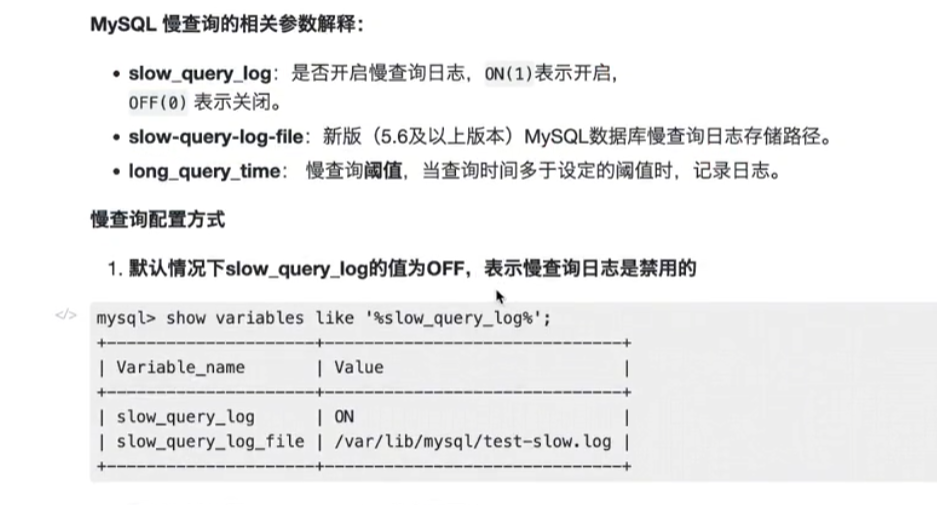 MySQL 慢查询的相关参数解释：
• slow_query_log：是否开启慢查询日志，ON(1)表示开启，
OFF(0) 表示关闭。
• slow-query-log-file：新版（5.6及以上版本）MySQL数据库慢查询日志存储路径。
• long_query_time： 慢查询阈值，当查询时间多于设定的阈值时，记录日志。
慢查询配置方式
1. 默认情况下slow_query_log的值为OFF，表示慢查询日志是禁用的
</>
mysql> show variables like '%slow_query_log%';
+---------------------+------------------------------+
| Variable_name       | Value                        |
+---------------------+------------------------------+
| slow_query_log      | ON                           |
| slow_query_log_file | /var/lib/mysql/test-slow.log |
+---------------------+------------------------------+